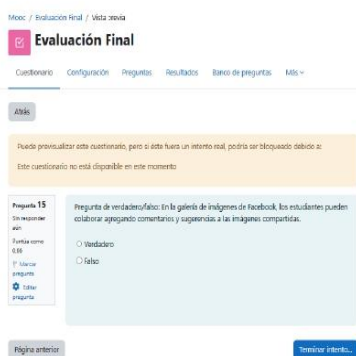 Mooc / Evaluación Final / Vista previa
Evaluación Final
Cuestionario Configuración Preguntas Resultados Banco de preguntas Más
Atrás
Puede previsualizar este cuestionario, pero si éste fuera un intento real, podría ser bloqueado debido a:
Este cuestionario no está disponible en este momento
Pregunta 15
Sin responder aún
Puntúa como 0,66
Marcar pregunta
Editar pregunta
Pregunta de verdadero/falso: En la galería de imágenes de Facebook, los estudiantes pueden
colaborar agregando comentarios y sugerencias a las imágenes compartidas.
Verdadero
Falso
Página anterior
Terminar intento...